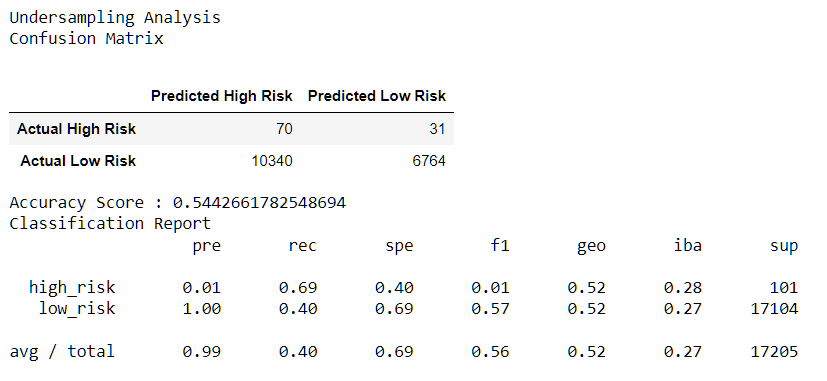 Undersampling Analysis
Confusion Matrix
Predicted High Risk Predicted Low Risk
Actual High Risk 70 31
Actual Low Risk 10340 6764
Accuracy Score : 0.5442661782548694
Classification Report
pre rec spe f1 geo iba sup
high_risk 0.01 0.69 0.40 0.01 0.52 0.28 101
low_risk 1.00 0.40 0.69 0.57 0.52 0.27 17104
avg / total 0.99 0.40 0.69 0.56 0.52 0.27 17205